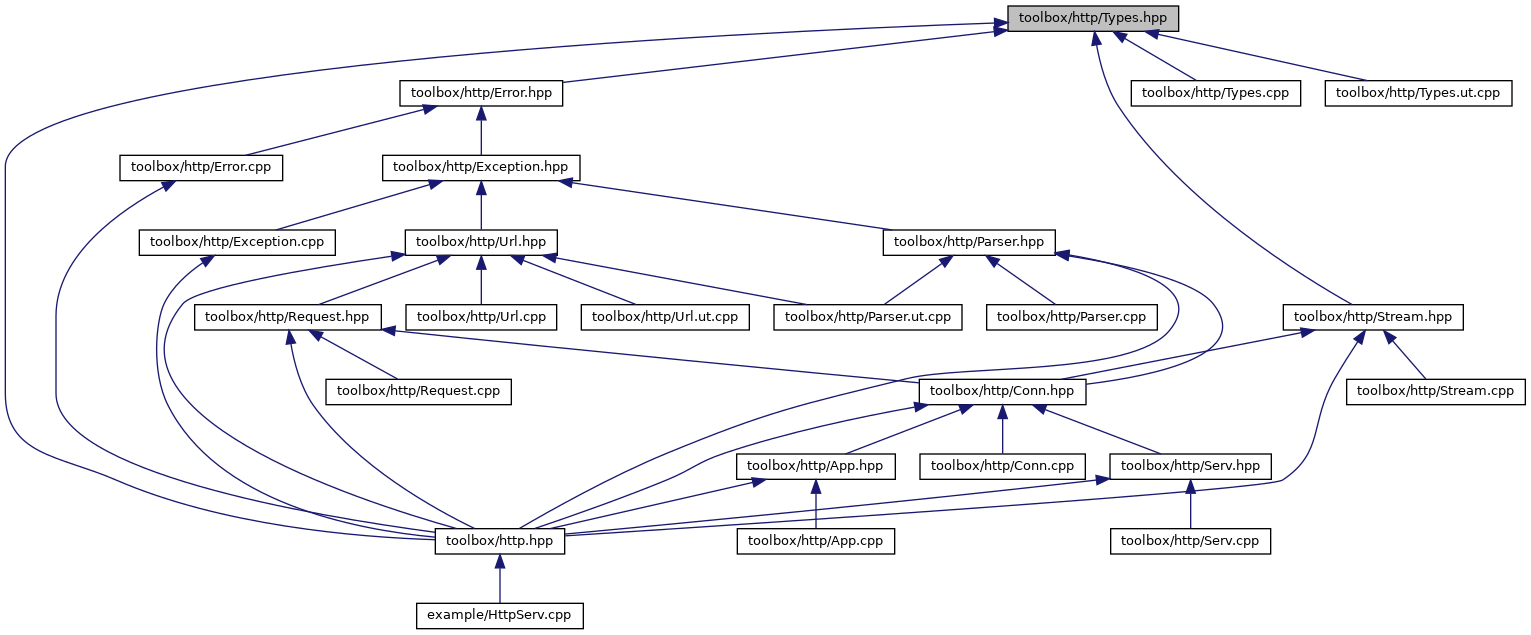 toolbox/http/Types.hpp
toolbox/http/Error.hpp
toolbox/http/Types.cpp
toolbox/http/Types.ut.cpp
toolbox/http/Error.cpp
toolbox/http/Exception.hpp
toolbox/http/Exception.cpp
toolbox/http/Url.hpp
toolbox/http/Parser.hpp
toolbox/http/Request.hpp
toolbox/http/Url.cpp
toolbox/http/Url.ut.cpp
toolbox/http/Parser.ut.cpp
toolbox/http/Parser.cpp
toolbox/http/Stream.hpp
toolbox/http/Request.cpp
toolbox/http/Conn.hpp
toolbox/http/Stream.cpp
toolbox/http/App.hpp
toolbox/http/Conn.cpp
toolbox/http/Serv.hpp
toolbox/http.hpp
toolbox/http/App.cpp
toolbox/http/Serv.cpp
example/HttpServ.cpp